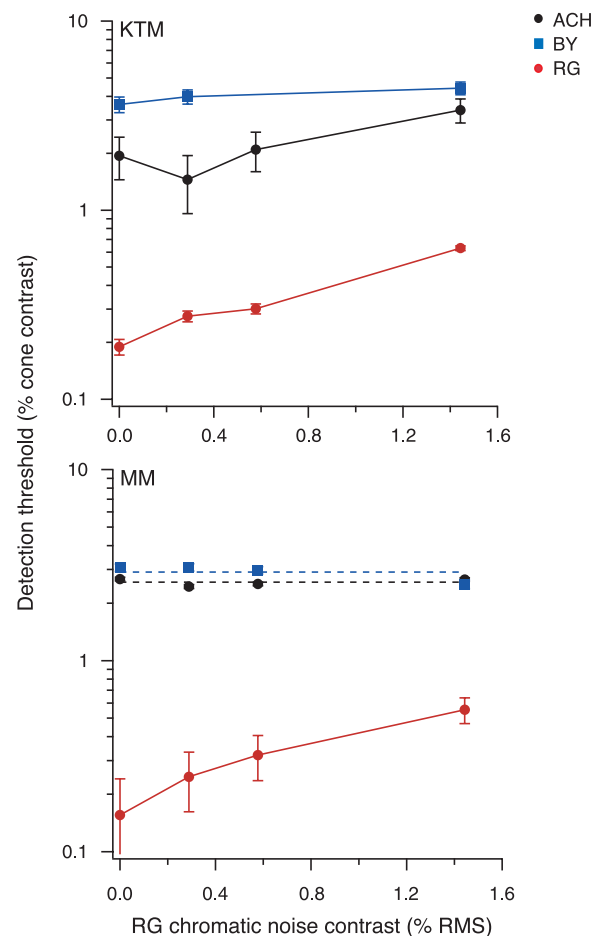 10
KTM
ACH
BY
RG
1
0.1
0.0
0.4
0.8
1.2
1.6
Detection threshold (% cone contrast)
10
MM
1
0.1
0.0
0.4
0.8
1.2
1.6
RG chromatic noise contrast (% RMS)